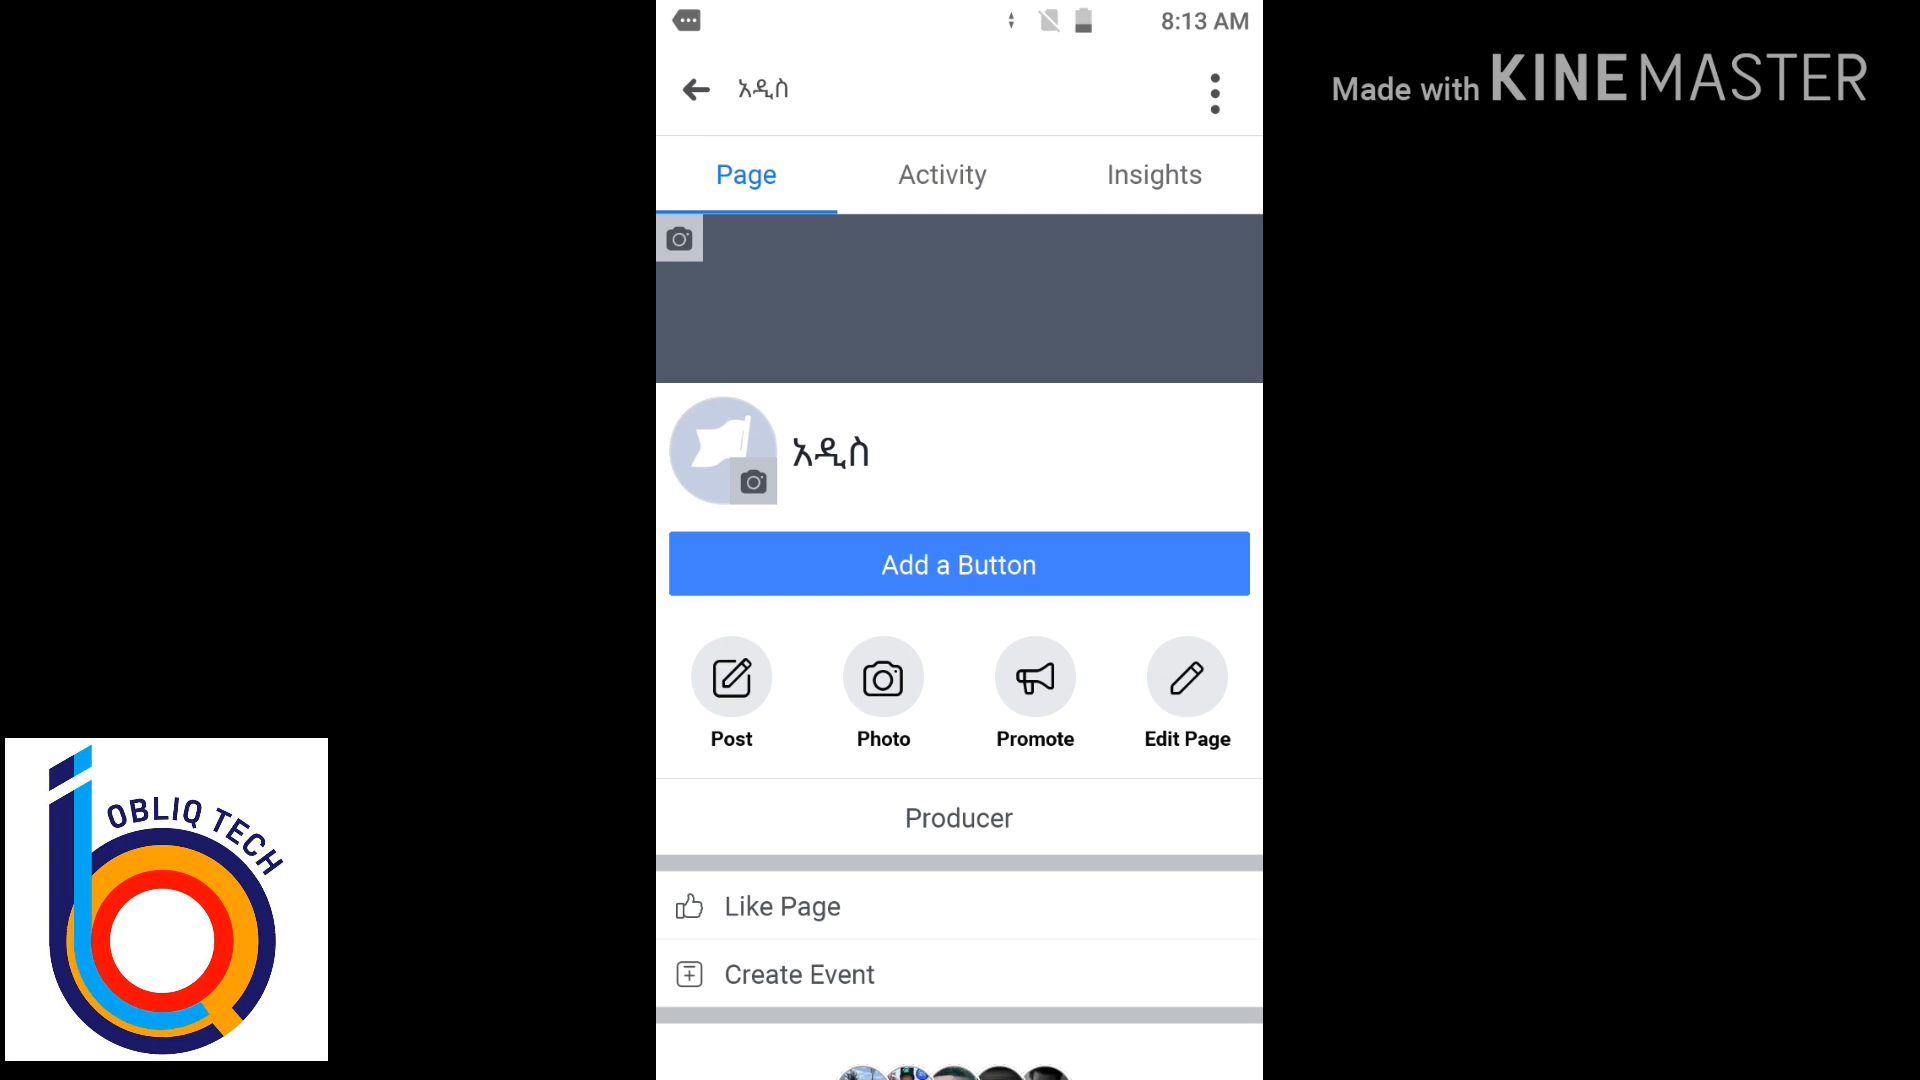 8:13 AM
Made with KINEMASTER
አዲስ
Page Activity Insights
አዲስ
Add a Button
Post Photo Promote Edit Page
Producer
Like Page
Create Event
OBLIQ TECH